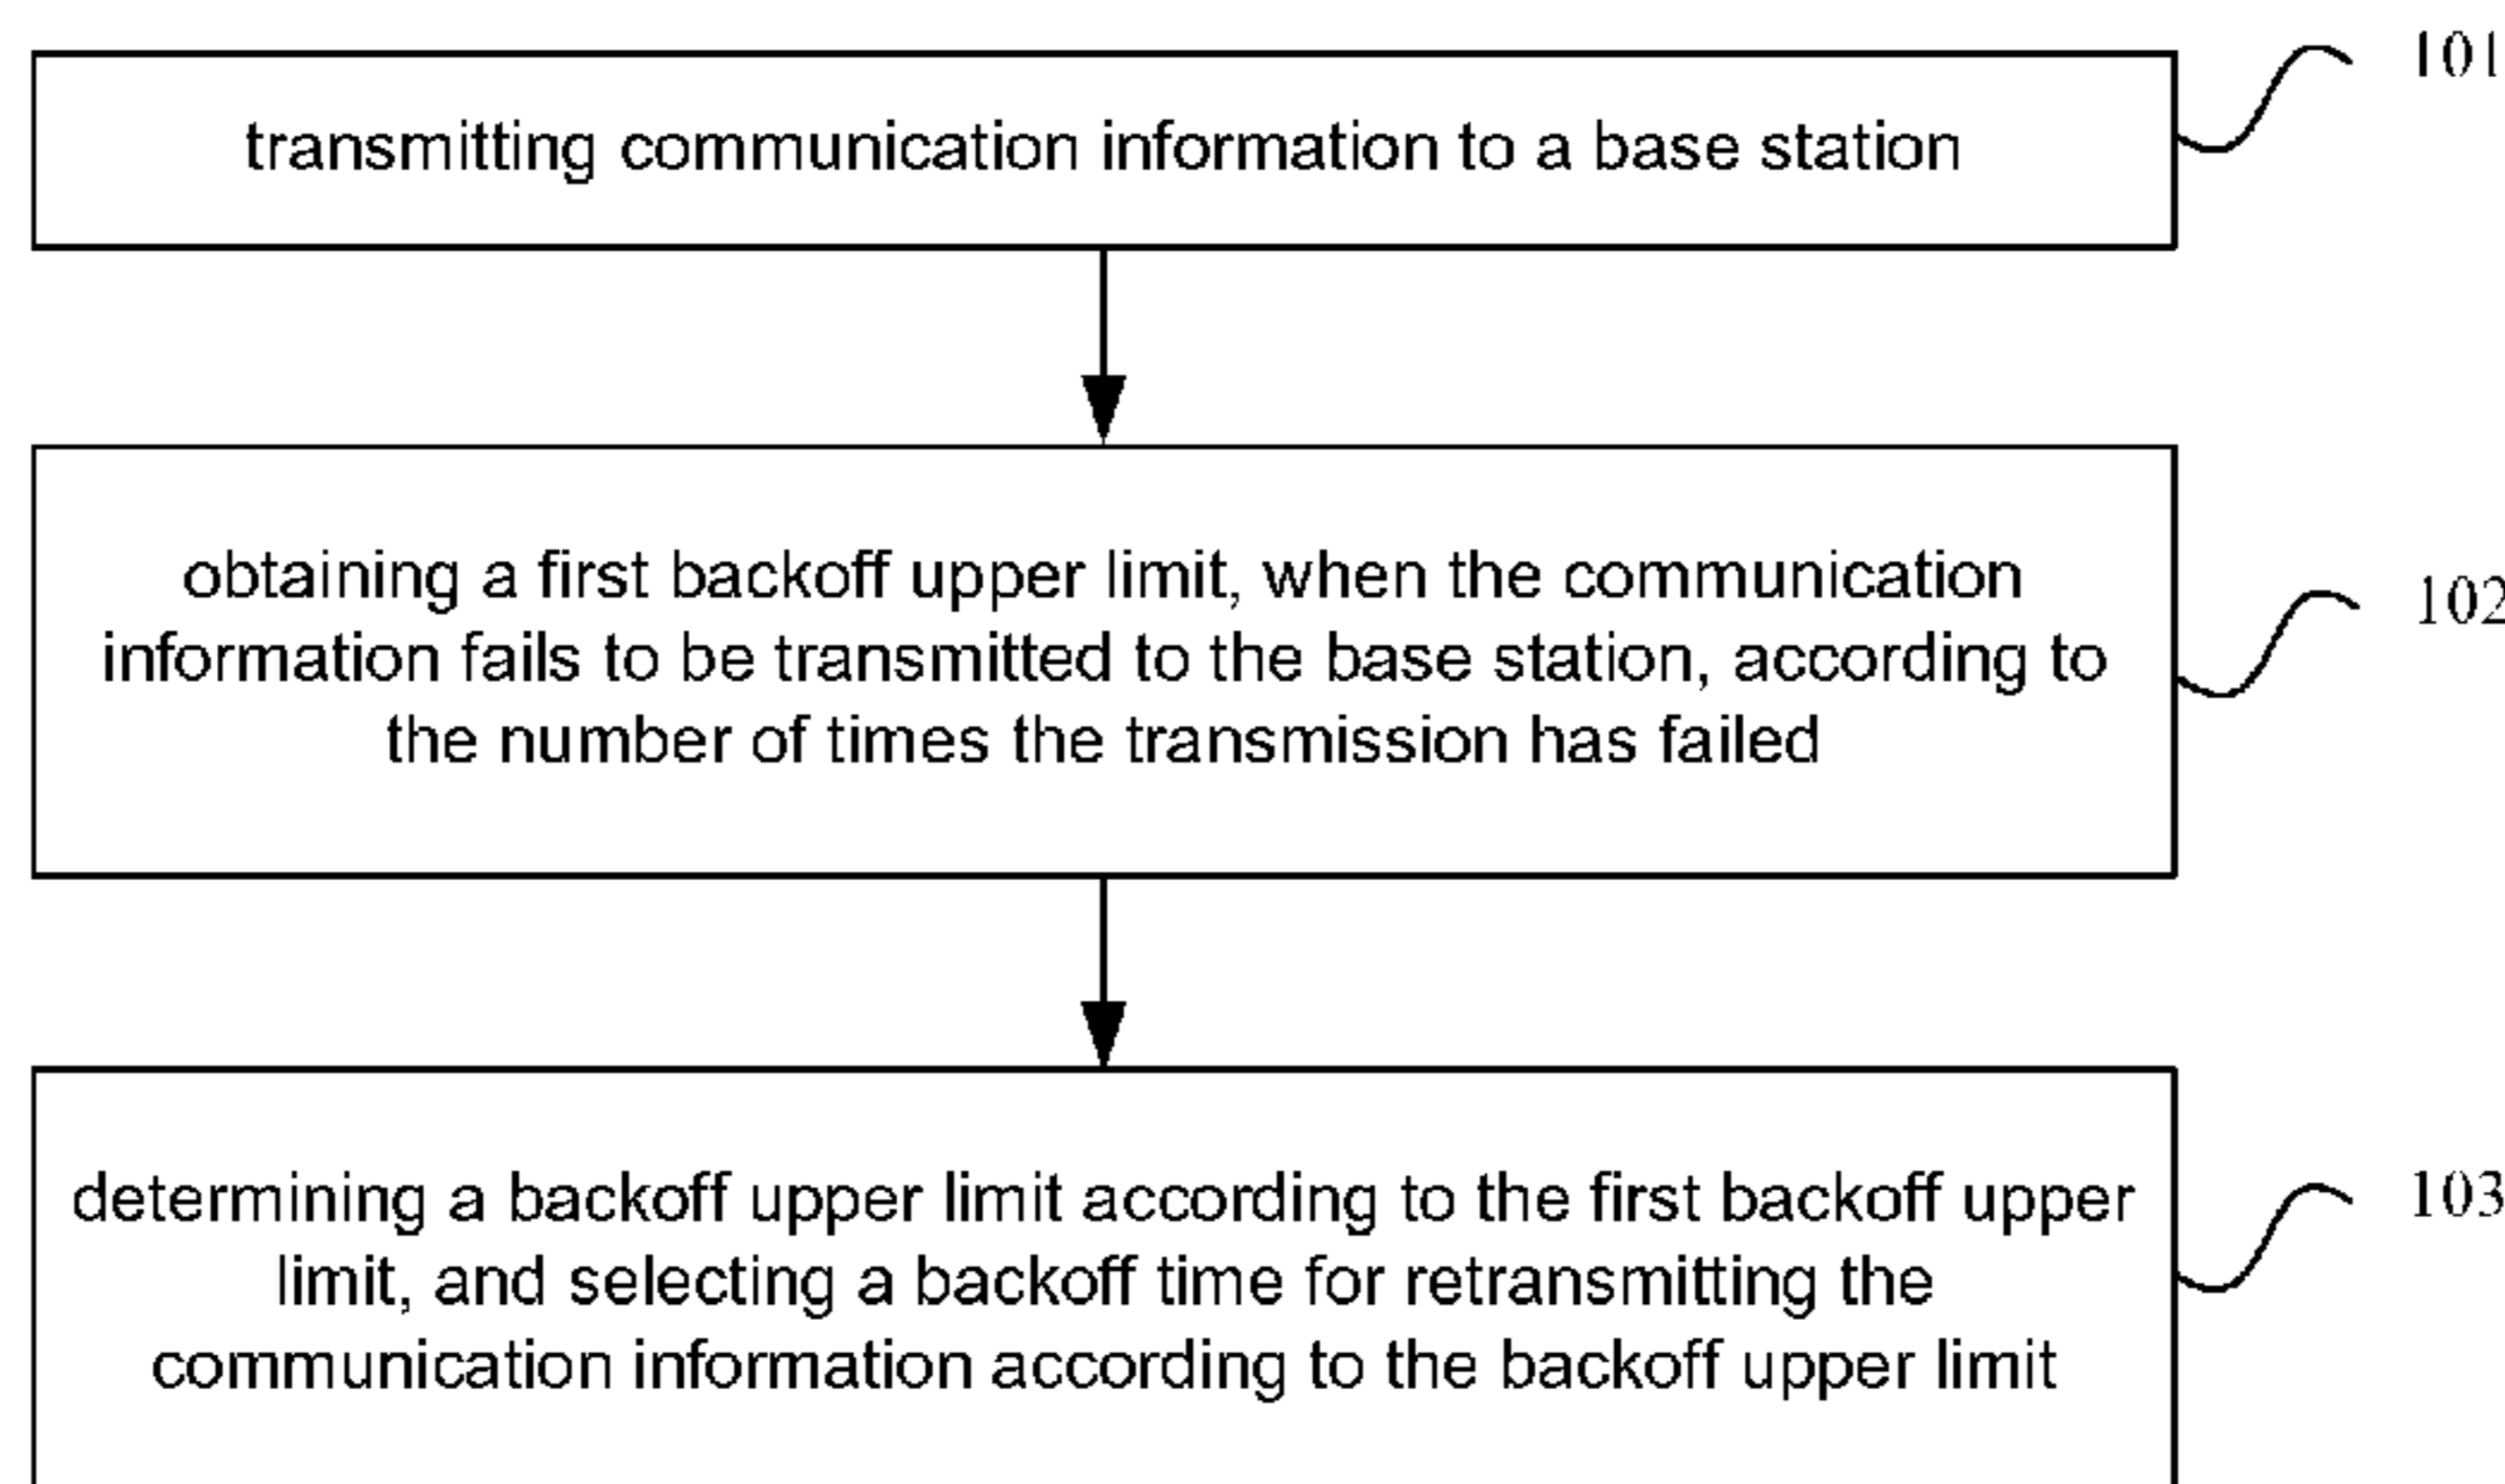 101
transmitting communication information to a base station
obtaining a first backoff upper limit, when the communication
102
information fails to be transmitted to the base station, according to
the number of times the transmission has failed
determining a backoff upper limit according to the first backoff upper
103
limit, and selecting a backoff time for retransmitting the
communication information according to the backoff upper limit